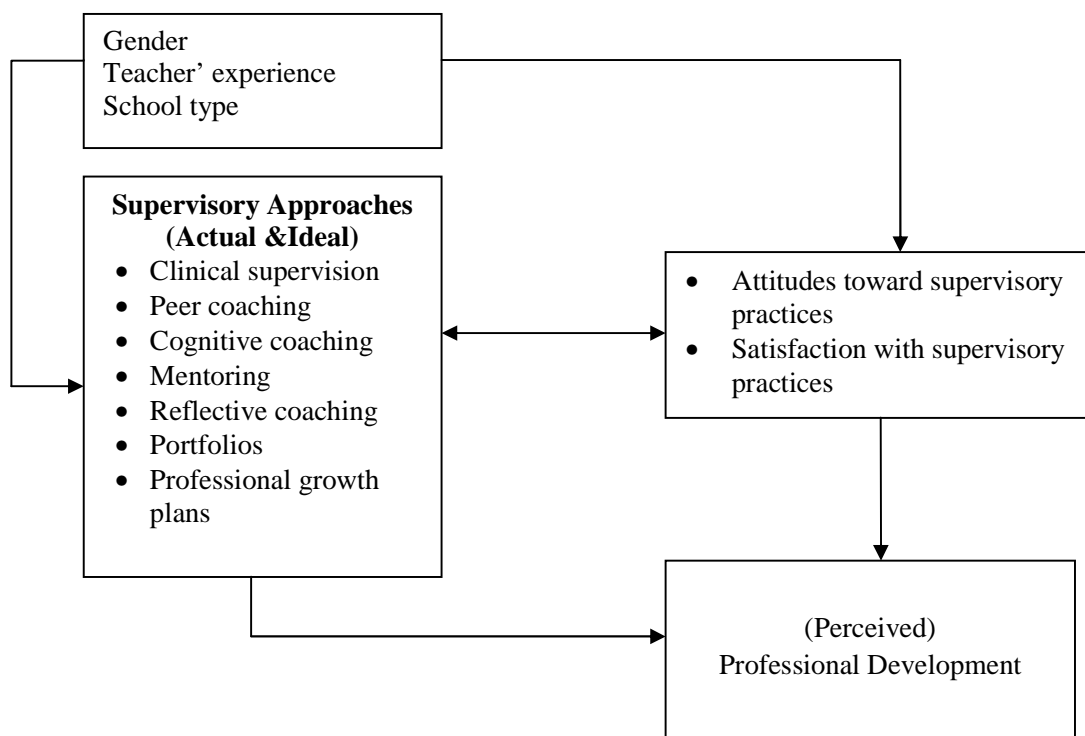 Gender
Teacher’ experience
School type
Supervisory Approaches
(Actual &Ideal)
• Clinical supervision
• Peer coaching
• Cognitive coaching
• Mentoring
• Reflective coaching
• Portfolios
• Professional growth
plans
• Attitudes toward supervisory
practices
• Satisfaction with supervisory
practices
(Perceived)
Professional Development